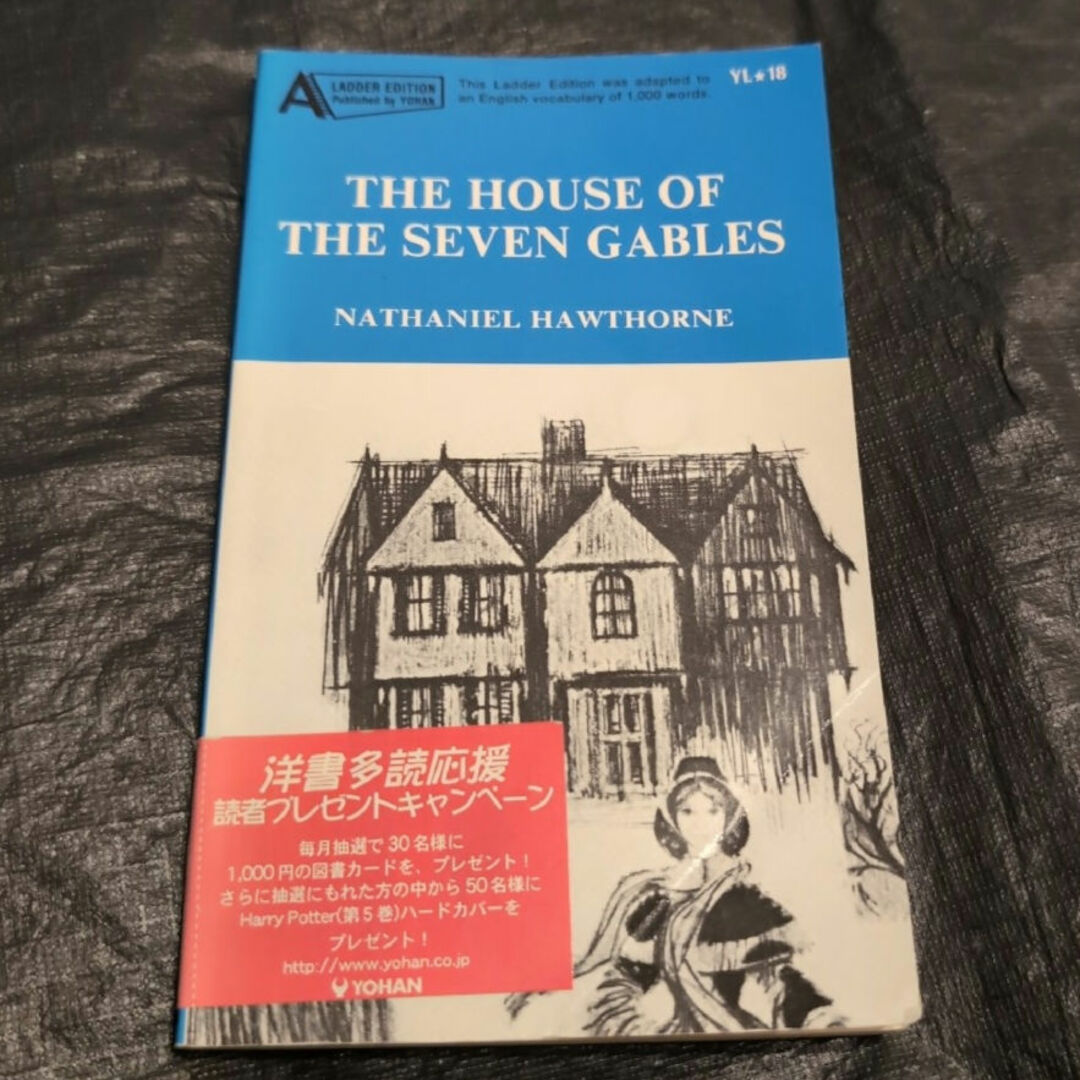 A
LADDER EDITION
Published by YOHAN
This Ladder Edition was adapted to
an English vocabulary of 1,000 words.
YL★18
THE HOUSE OF
THE SEVEN GABLES
NATHANIEL HAWTHORNE
洋書多読応援
読者プレゼントキャンペーン
毎月抽選で30名様に
1,000円の図書カードを、プレゼント!
さらに抽選にもれた方の中から50名様に
Harry Potter(第5巻)ハードカバーを
プレゼント!
http://www.yohan.co.jp
YOHAN